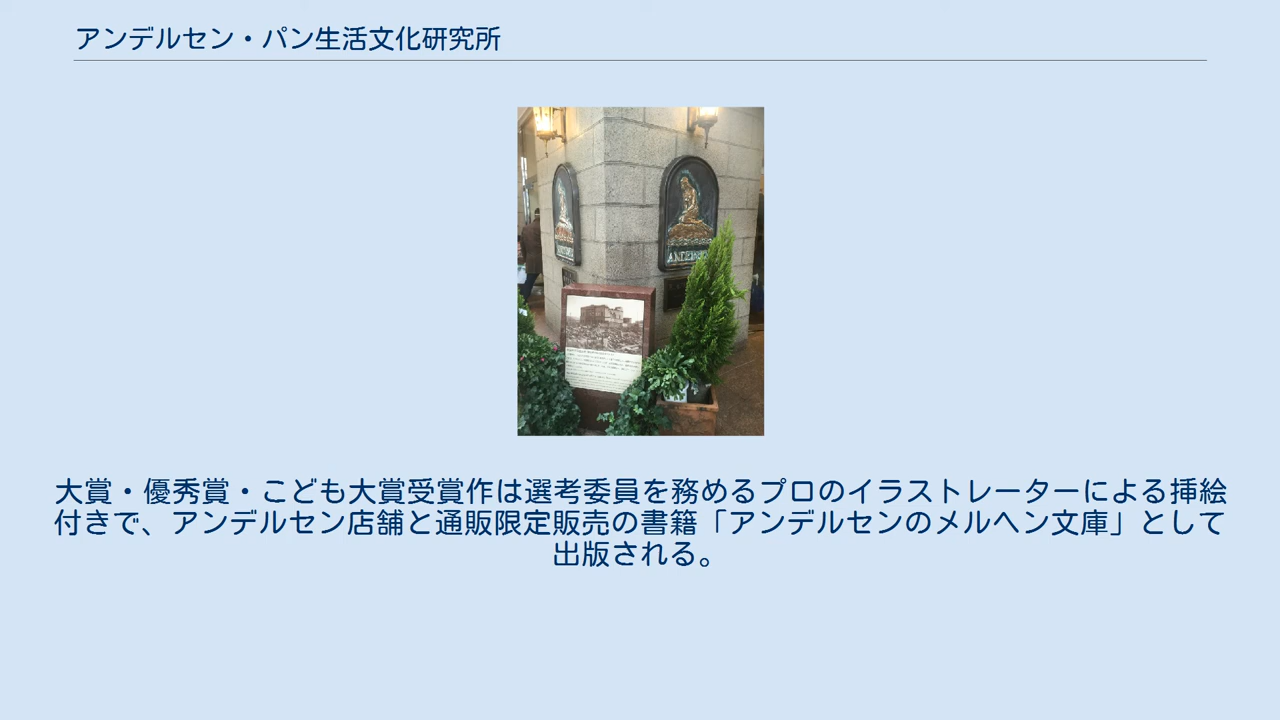 アンデルセン・パン生活文化研究所
大賞・優秀賞・こども大賞受賞作は選考委員を務めるプロのイラストレーターによる挿絵
付きで、アンデルセン店舗と通販限定販売の書籍「アンデルセンのメルヘン文庫」として
出版される。